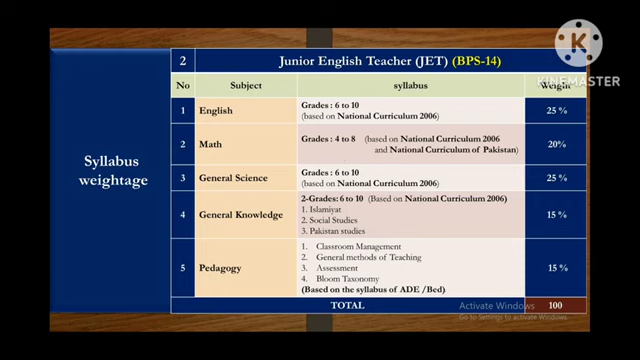 K
KINEMASTER
Syllabus
weightage
2 Junior English Teacher (JET) (BPS-14)
No Subject syllabus Weight
1 English Grades : 6 to 10 25 %
(based on National Curriculum 2006)
2 Math Grades : 4 to 8 (based on National Curriculum 2006 20%
and National Curriculum of Pakistan)
3 General Science Grades : 6 to 10 25 %
(based on National Curriculum 2006)
4 General Knowledge 2-Grades: 6 to 10 (Based on National Curriculum 2006) 15 %
1. Islamiyat
2. Social Studies
3. Pakistan studies
5 Pedagogy 1. Classroom Management 15 %
2. General methods of Teaching
3. Assessment
4. Bloom Taxonomy
(Based on the syllabus of ADE /Bed)
TOTAL 100
Activate Windows
Go to Settings to activate Windows.